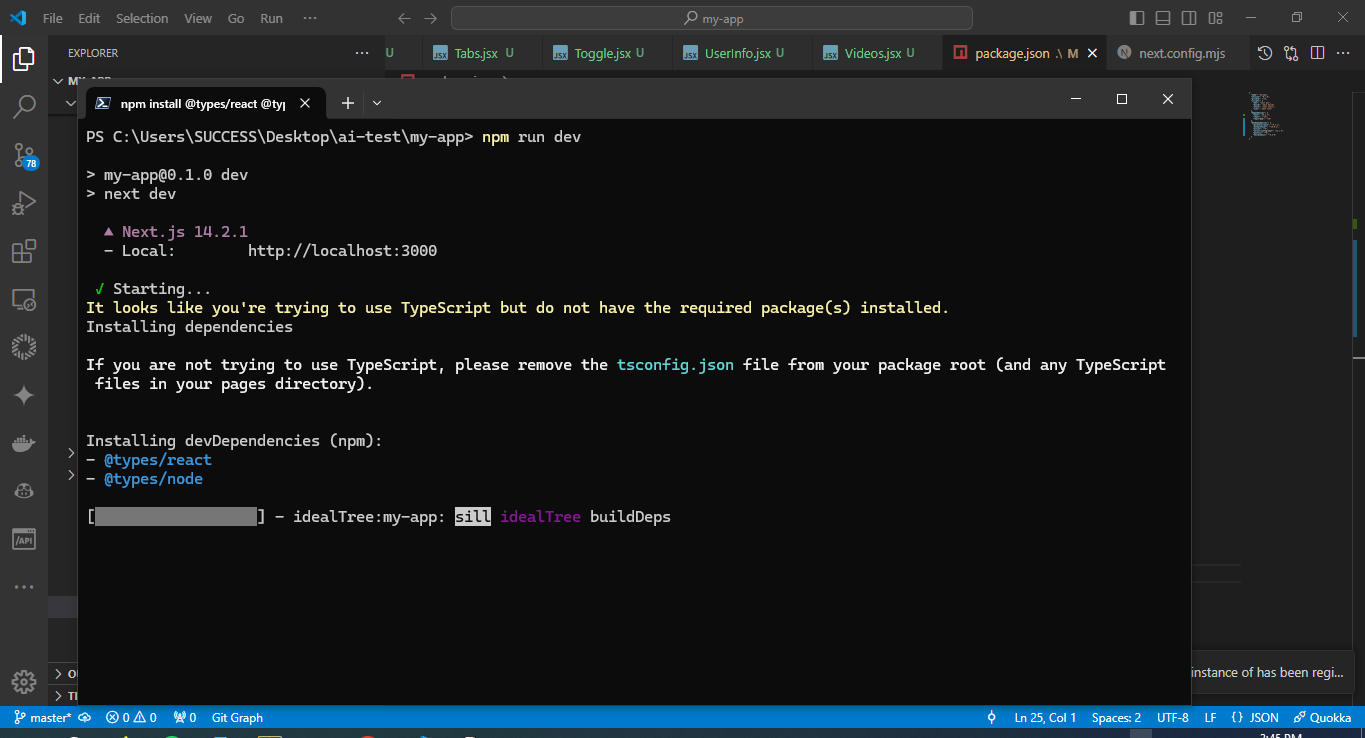 File Edit Selection View Go Run ··· my-app
EXPLORER ···
U Tabs.jsx U Toggle.jsx U UserInfo.jsx U Videos.jsx U package.json .\ M next.config.mjs
npm install @types/react @typ
PS C:\Users\SUCCESS\Desktop\ai-test\my-app> npm run dev
> my-app@0.1.0 dev
> next dev
▲ Next.js 14.2.1
- Local: http://localhost:3000
✓ Starting...
It looks like you're trying to use TypeScript but do not have the required package(s) installed.
Installing dependencies
If you are not trying to use TypeScript, please remove the tsconfig.json file from your package root (and any TypeScript
files in your pages directory).
Installing devDependencies (npm):
- @types/react
- @types/node
[ ] - idealTree:my-app: sill idealTree buildDeps
78
/API
instance of has been regi...
master* 0 0 0 Git Graph Ln 25, Col 1 Spaces: 2 UTF-8 LF {} JSON Quokka